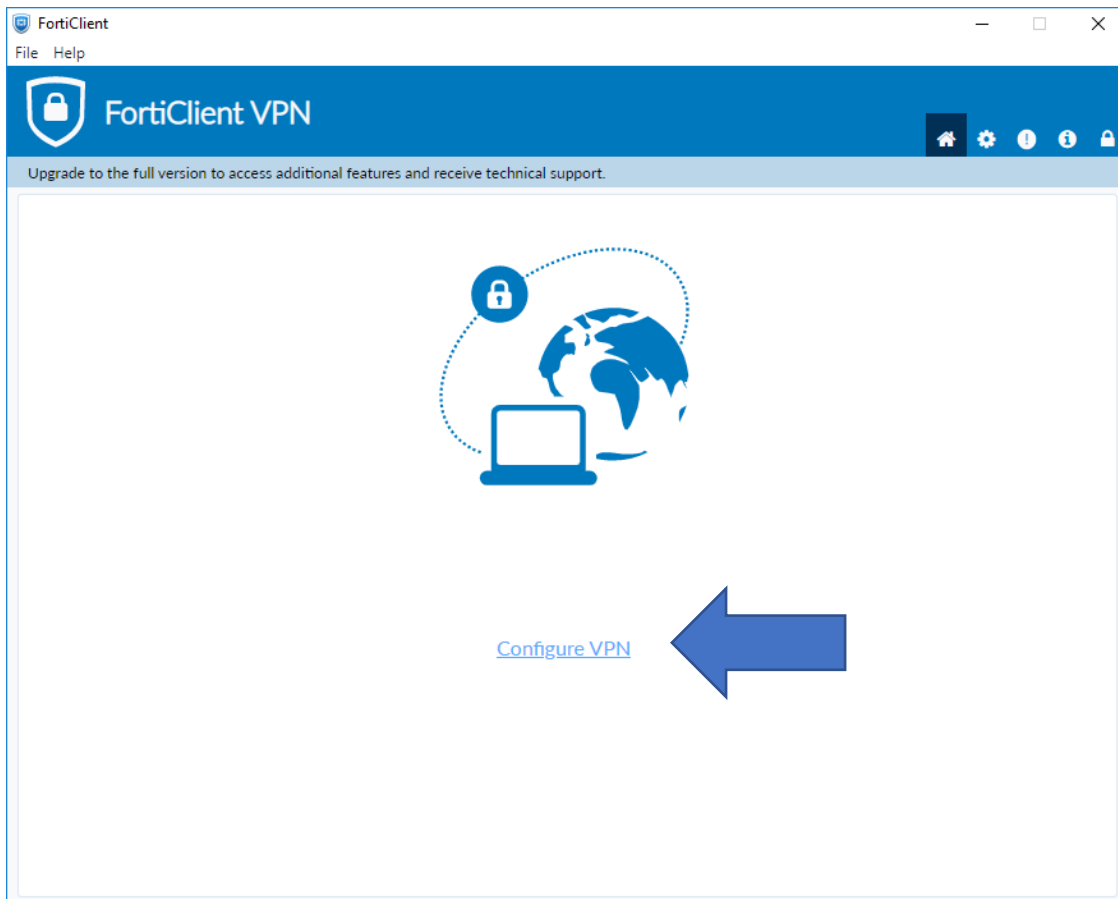 FortiClient
File Help
FortiClient VPN
Upgrade to the full version to access additional features and receive technical support.
Configure VPN